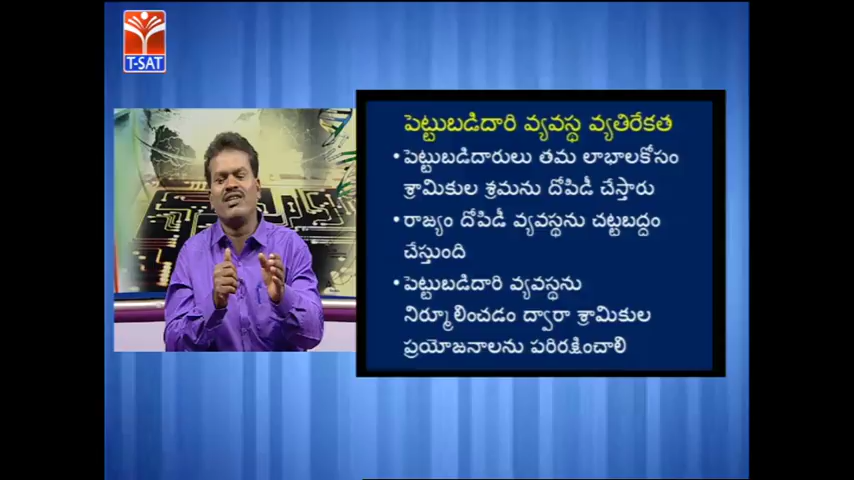 T-SAT
పెట్టుబడిదారి వ్యవస్థ వ్యతిరేకత
•పెట్టుబడిదారులు తమ లాభాలకోసం
శ్రామికుల శ్రమను దోపిడీ చేస్తారు
•రాజ్యం దోపిడీ వ్యవస్థను చట్టబద్దం
చేస్తుంది
•పెట్టుబడిదారి వ్యవస్థను
నిర్మూలించడం ద్వారా శ్రామికుల
ప్రయోజనాలను పరిరక్షించాలి